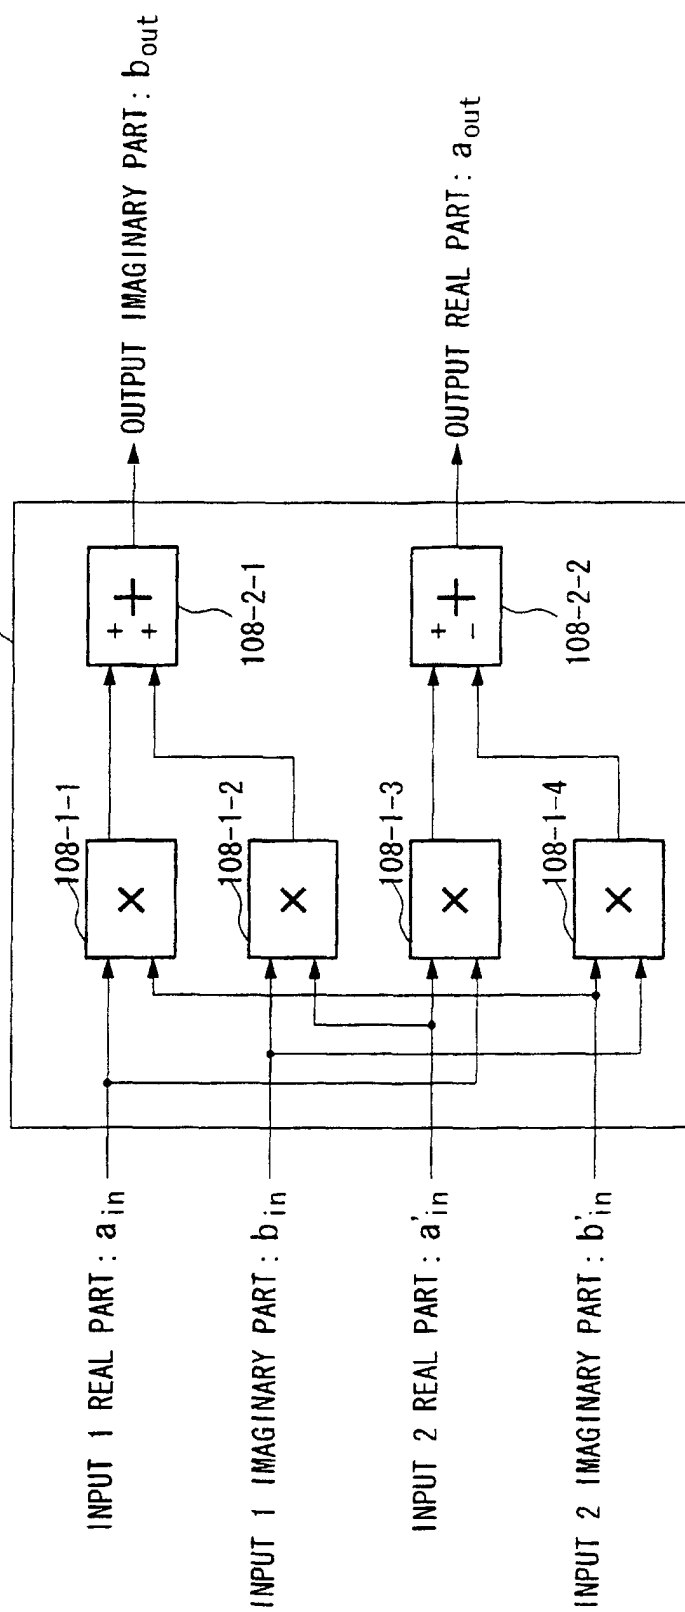 INPUT 1 REAL PART: a_in
INPUT 1 IMAGINARY PART: b_in
INPUT 2 REAL PART: a'_in
INPUT 2 IMAGINARY PART: b'_in
108-1-1
×
108-1-2
×
108-1-3
×
108-1-4
×
+
+
+
108-2-1
+
−
+
108-2-2
OUTPUT IMAGINARY PART: b_out
OUTPUT REAL PART: a_out